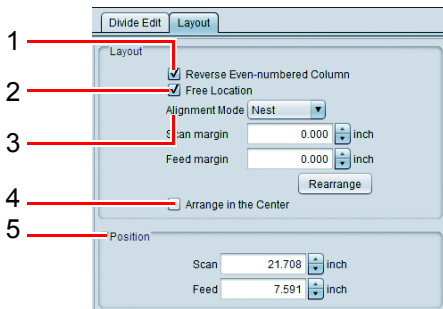 Divide Edit Layout
1
Layout
Reverse Even-numbered Column
2
Free Location
Alignment Mode Nest
3
Scan margin 0.000 inch
Feed margin 0.000 inch
Rearrange
4
Arrange in the Center
5
Position
Scan 21.708 inch
Feed 7.591 inch